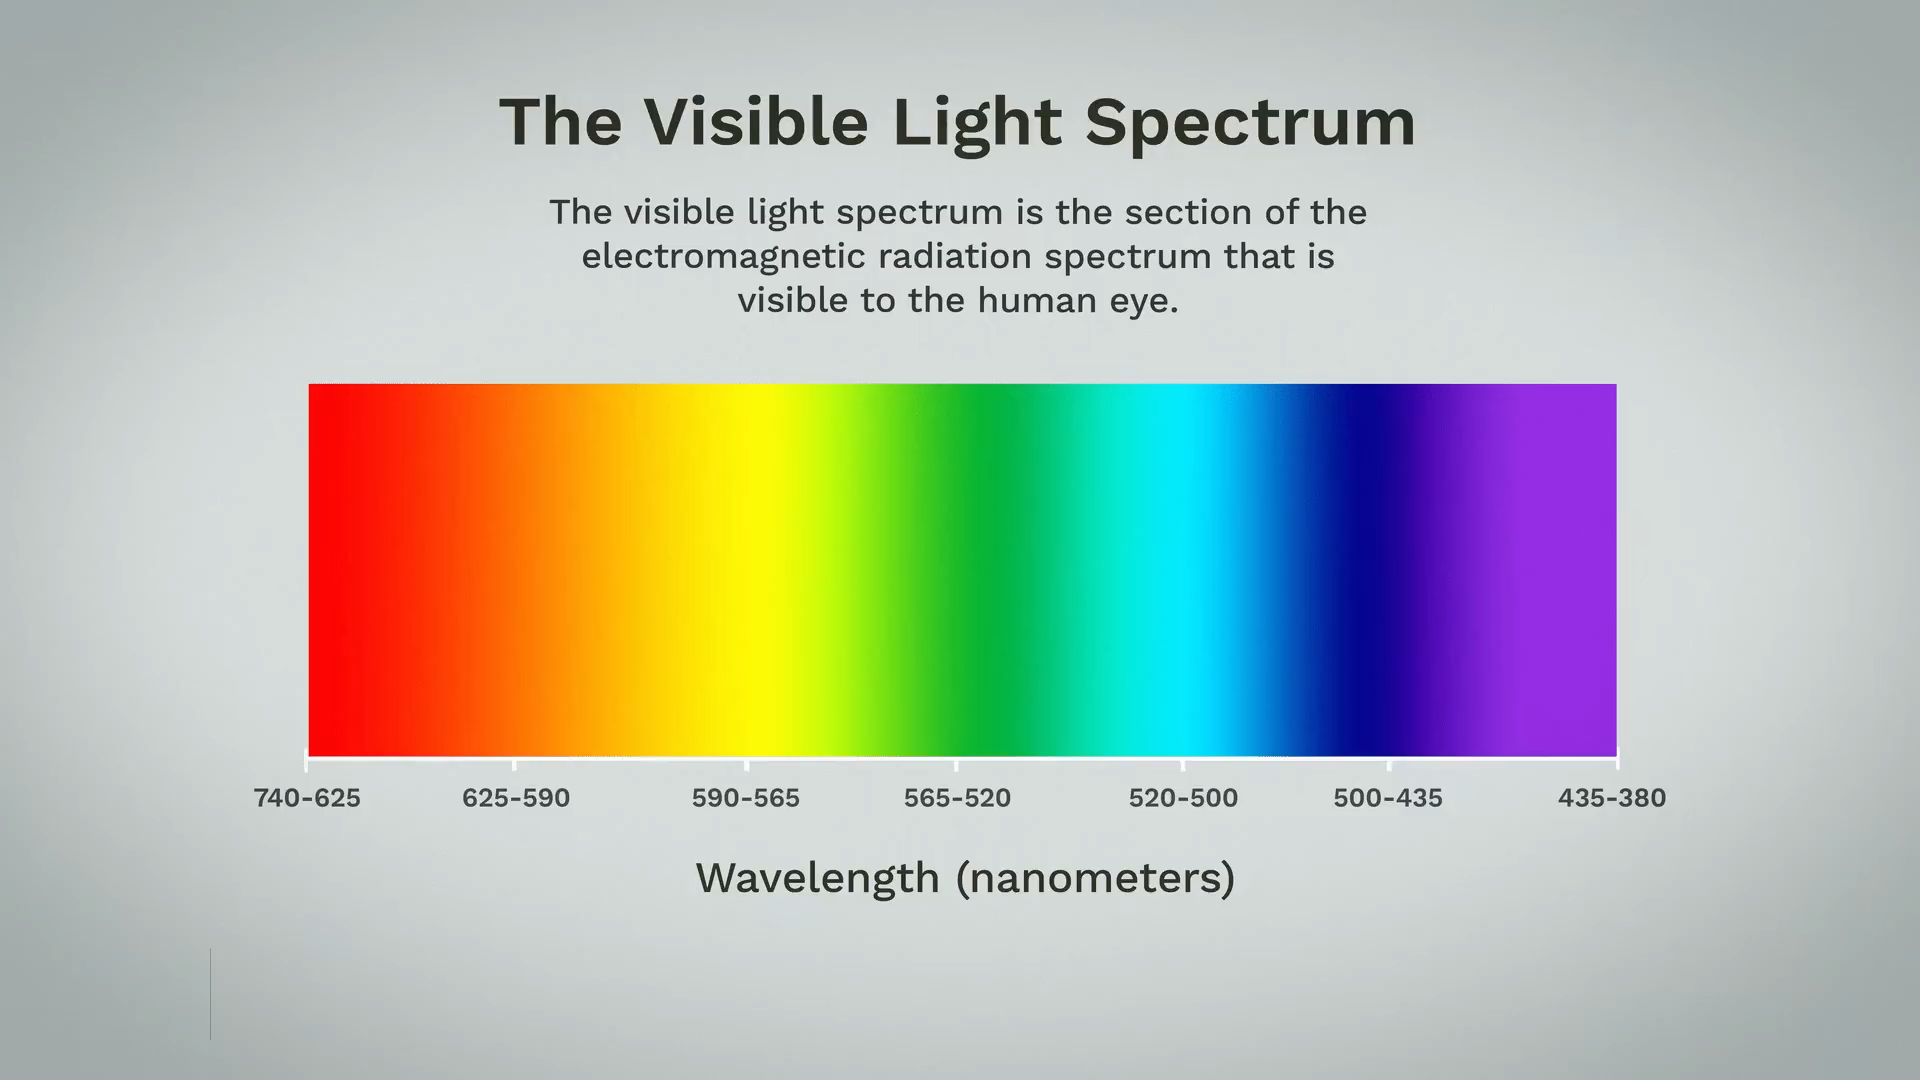 The Visible Light Spectrum
The visible light spectrum is the section of the
electromagnetic radiation spectrum that is
visible to the human eye.
740-625 625-590 590-565 565-520 520-500 500-435 435-380
Wavelength (nanometers)